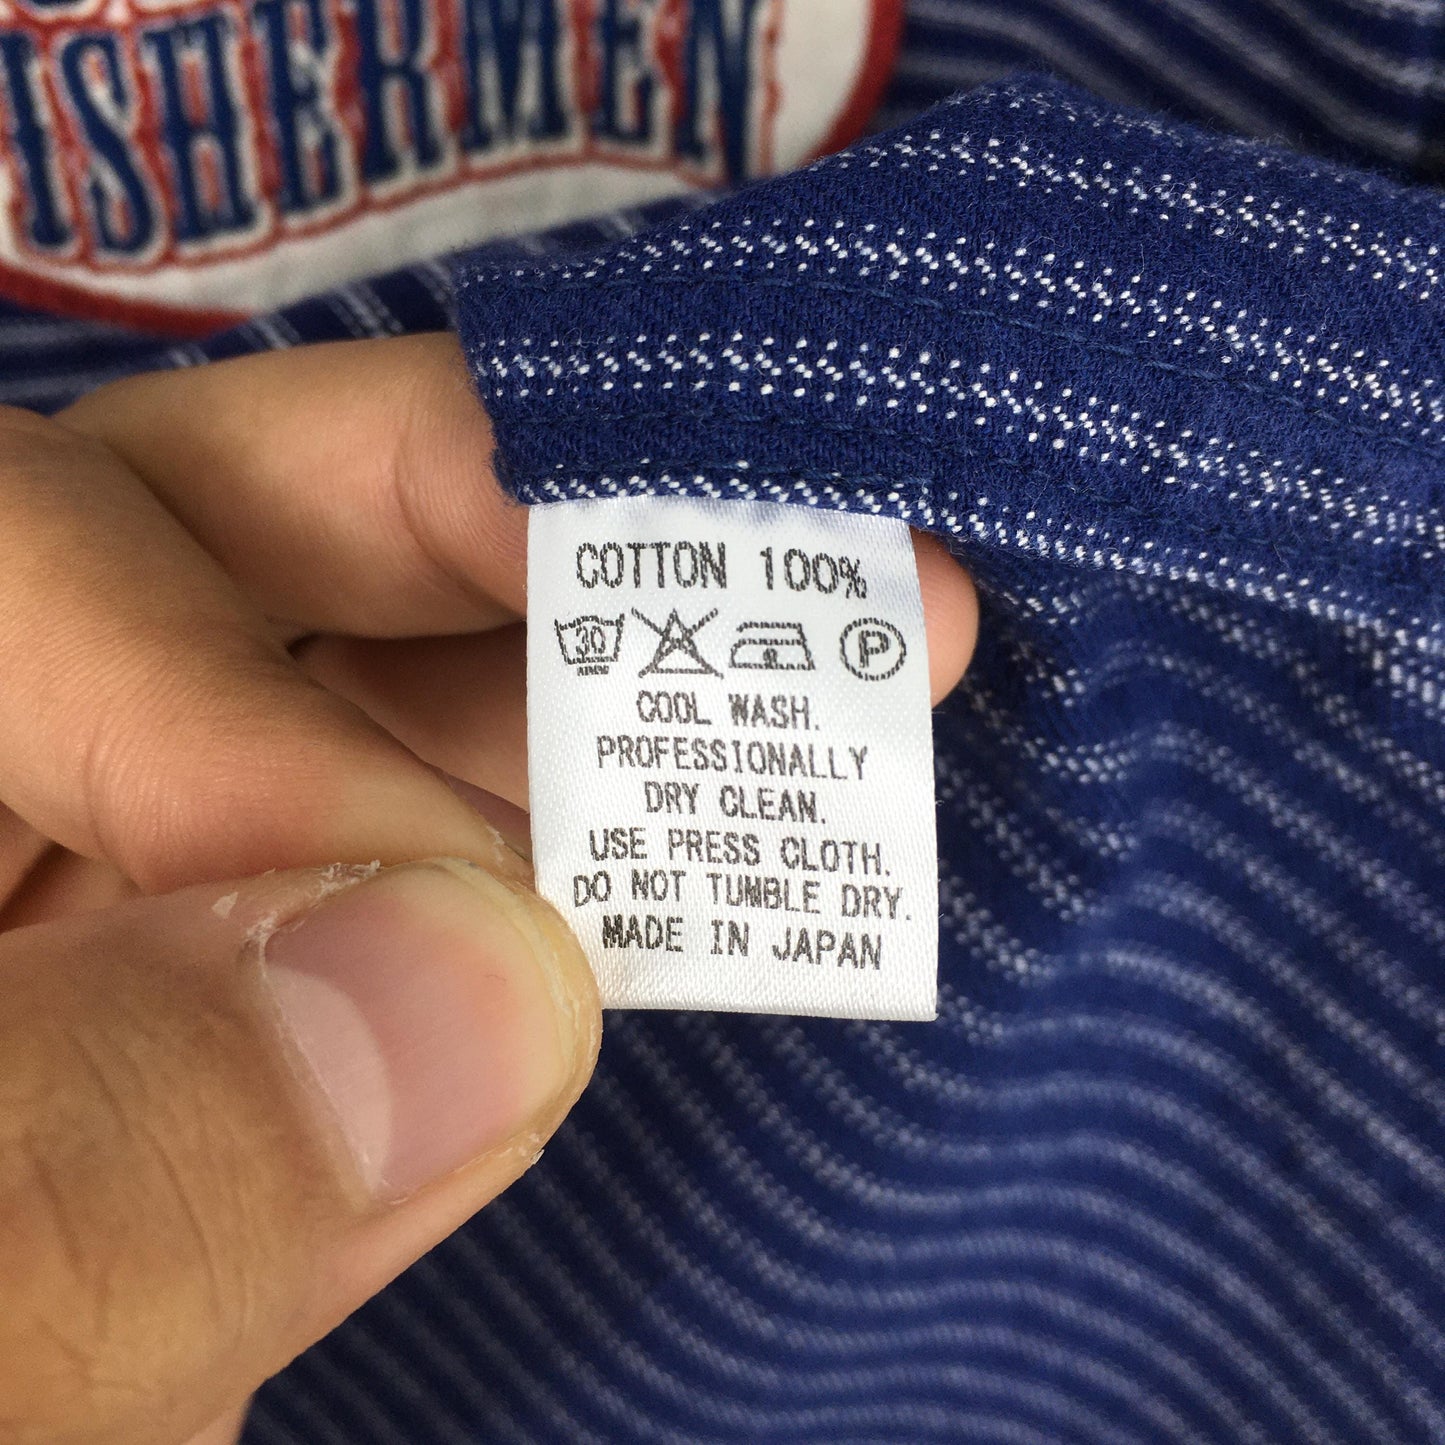 ISHERMEN
COTTON 100%
30 P
COOL WASH.
PROFESSIONALLY
DRY CLEAN.
USE PRESS CLOTH.
DO NOT TUMBLE DRY.
MADE IN JAPAN